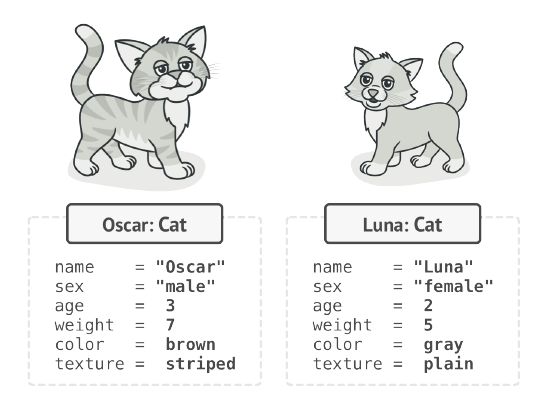 Oscar: Cat
name = "Oscar"
sex = "male"
age = 3
weight = 7
color = brown
texture = striped
Luna: Cat
name = "Luna"
sex = "female"
age = 2
weight = 5
color = gray
texture = plain